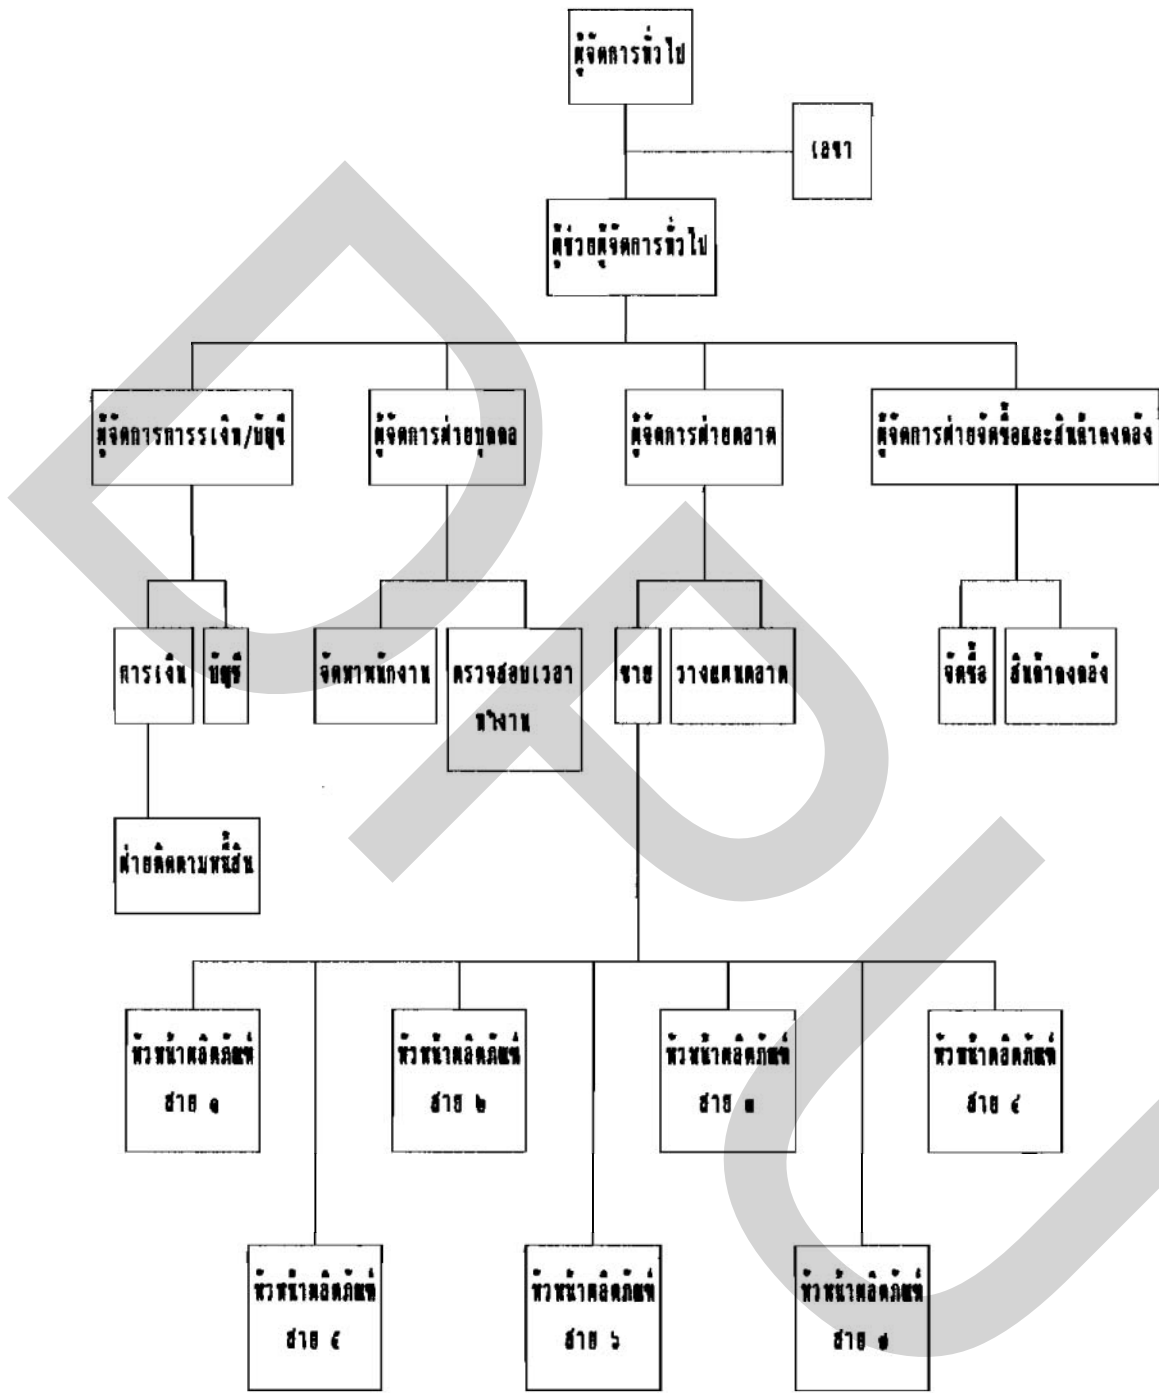 ผู้จัดการทั่วไป
เลขา
ผู้ช่วยผู้จัดการทั่วไป
ผู้จัดการการรเงิน/บัญชี
ผู้จัดการฝ่ายบุคคล
ผู้จัดการฝ่ายตลาด
ผู้จัดการฝ่ายจัดซื้อและสินค้าคงคลัง
การเงิน
บัญชี
จัดหาพนักงาน
ตรวจสอบเวลา
ทำงาน
ขาย
วางแผนตลาด
จัดซื้อ
สินค้าคงคลัง
ฝ่ายติดตามหนี้สิน
หัวหน้าผลิตภัณฑ์
สาย ๑
หัวหน้าผลิตภัณฑ์
สาย ๒
หัวหน้าผลิตภัณฑ์
สาย ๓
หัวหน้าผลิตภัณฑ์
สาย ๔
หัวหน้าผลิตภัณฑ์
สาย ๕
หัวหน้าผลิตภัณฑ์
สาย ๖
หัวหน้าผลิตภัณฑ์
สาย ๗
DPU